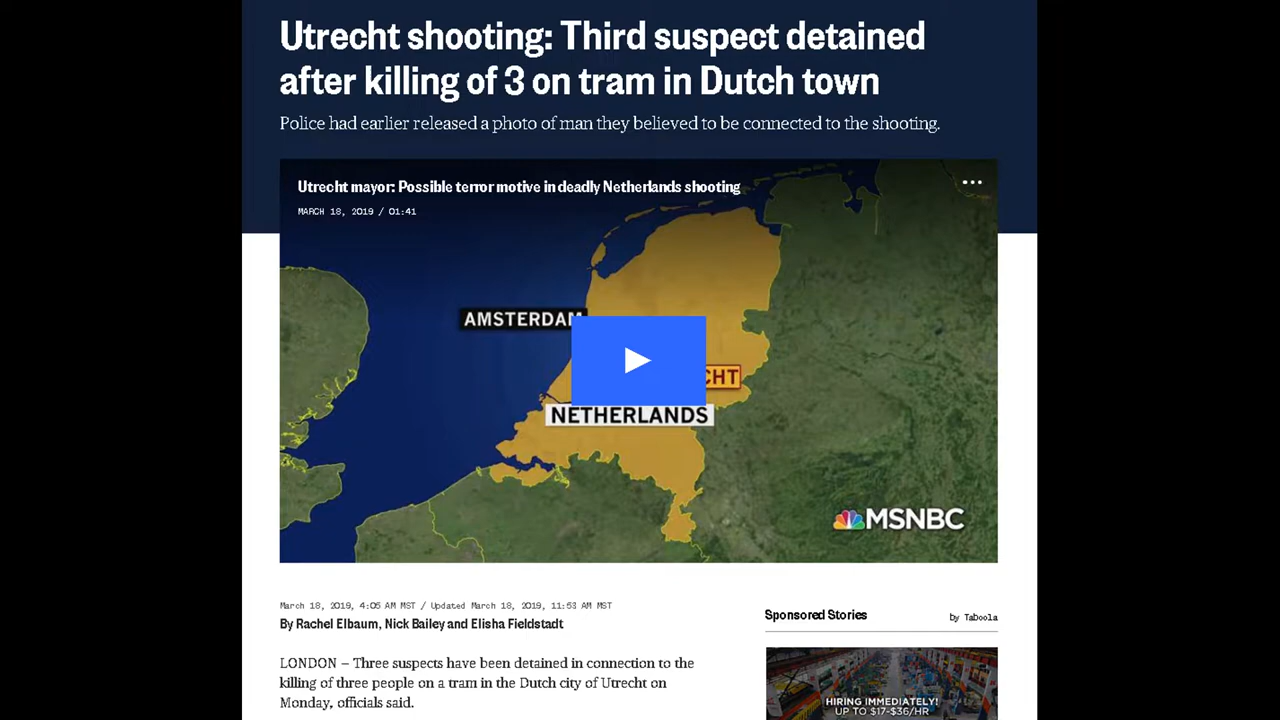 Utrecht shooting: Third suspect detained
after killing of 3 on tram in Dutch town
Police had earlier released a photo of man they believed to be connected to the shooting.
Utrecht mayor: Possible terror motive in deadly Netherlands shooting
MARCH 18, 2019 / 01:41
AMSTERDAM
CHT
NETHERLANDS
MSNBC
March 18, 2019, 4:05 AM MST / Updated March 18, 2019, 11:53 AM MST
By Rachel Elbaum, Nick Bailey and Elisha Fieldstadt
Sponsored Stories
by Taboola
LONDON — Three suspects have been detained in connection to the
killing of three people on a tram in the Dutch city of Utrecht on
Monday, officials said.
HIRING IMMEDIATELY!
UP TO $17-$36/HR